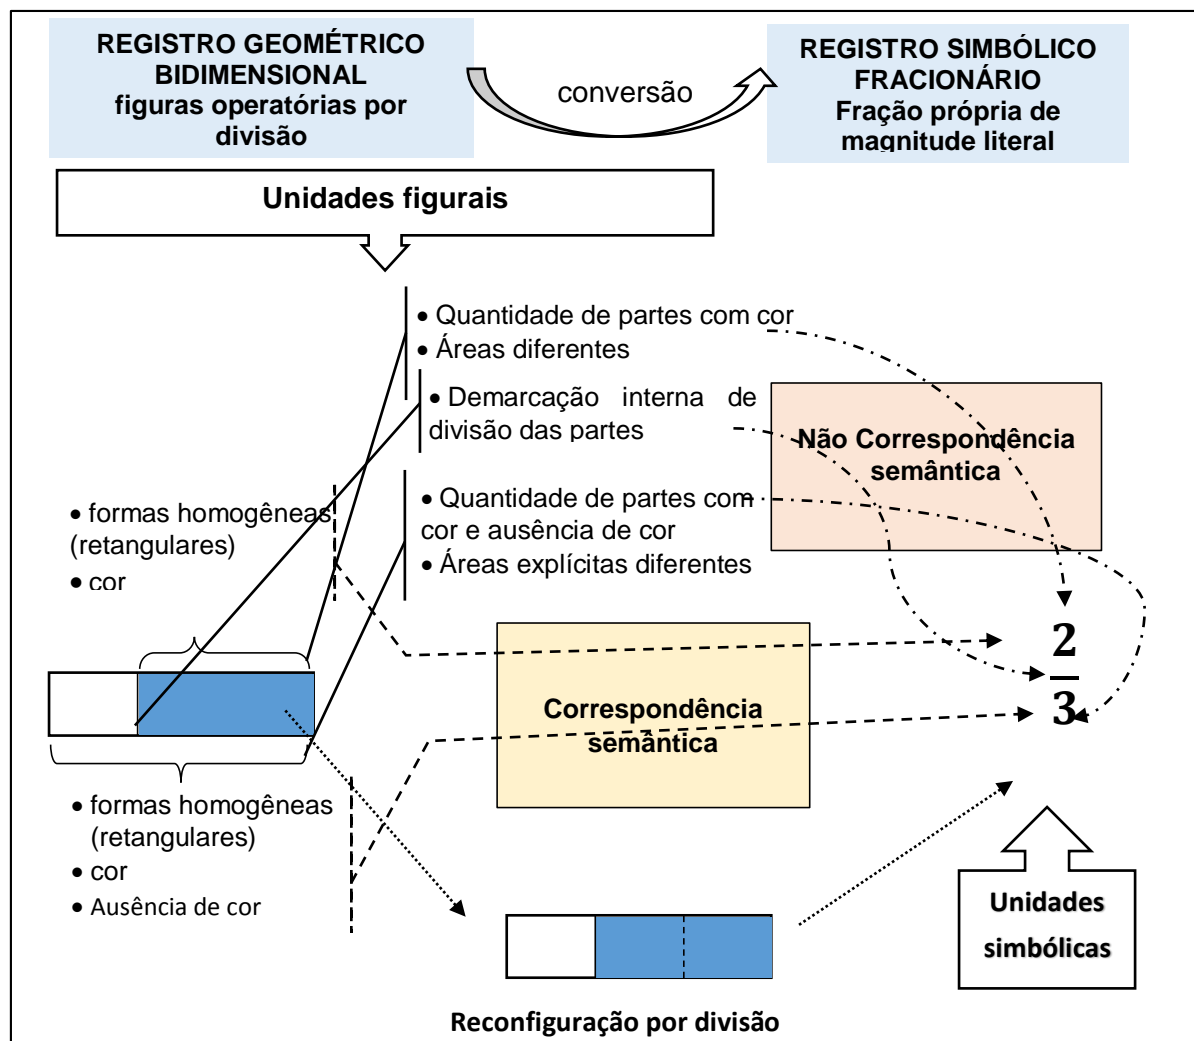 REGISTRO GEOMÉTRICO
BIDIMENSIONAL
figuras operatórias por
divisão
conversão
REGISTRO SIMBÓLICO
FRACIONÁRIO
Fração própria de
magnitude literal
Unidades figurais
• Quantidade de partes com cor
• Áreas diferentes
• Demarcação interna de
divisão das partes
• Quantidade de partes com
cor e ausência de cor
• Áreas explícitas diferentes
Não Correspondência
semântica
• formas homogêneas
(retangulares)
• cor
2
3
Correspondência
semântica
• formas homogêneas
(retangulares)
• cor
• Ausência de cor
Unidades
simbólicas
Reconfiguração por divisão